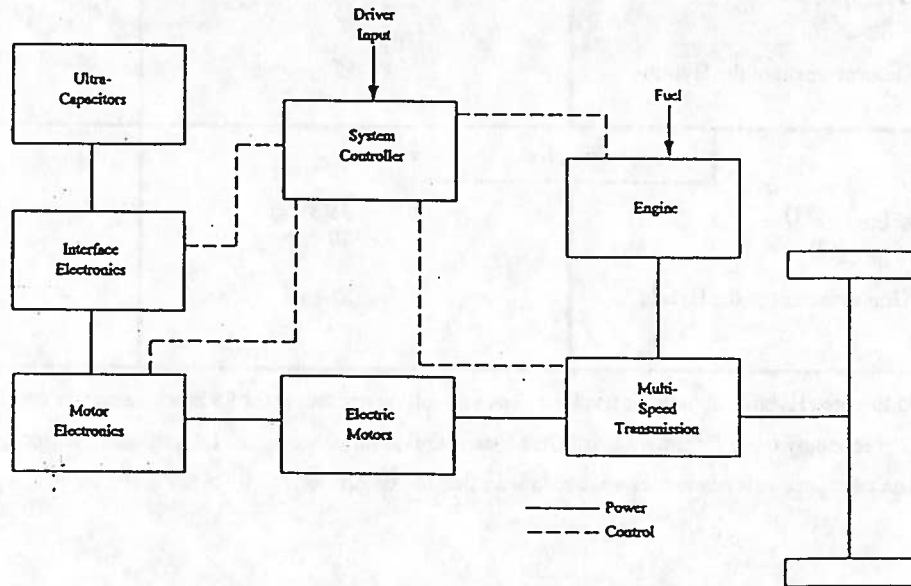 Driver
Input
Ultra-
Capacitors
System
Controller
Fuel
Engine
Interface
Electronics
Motor
Electronics
Electric
Motors
Multi-
Speed
Transmission
Power
Control